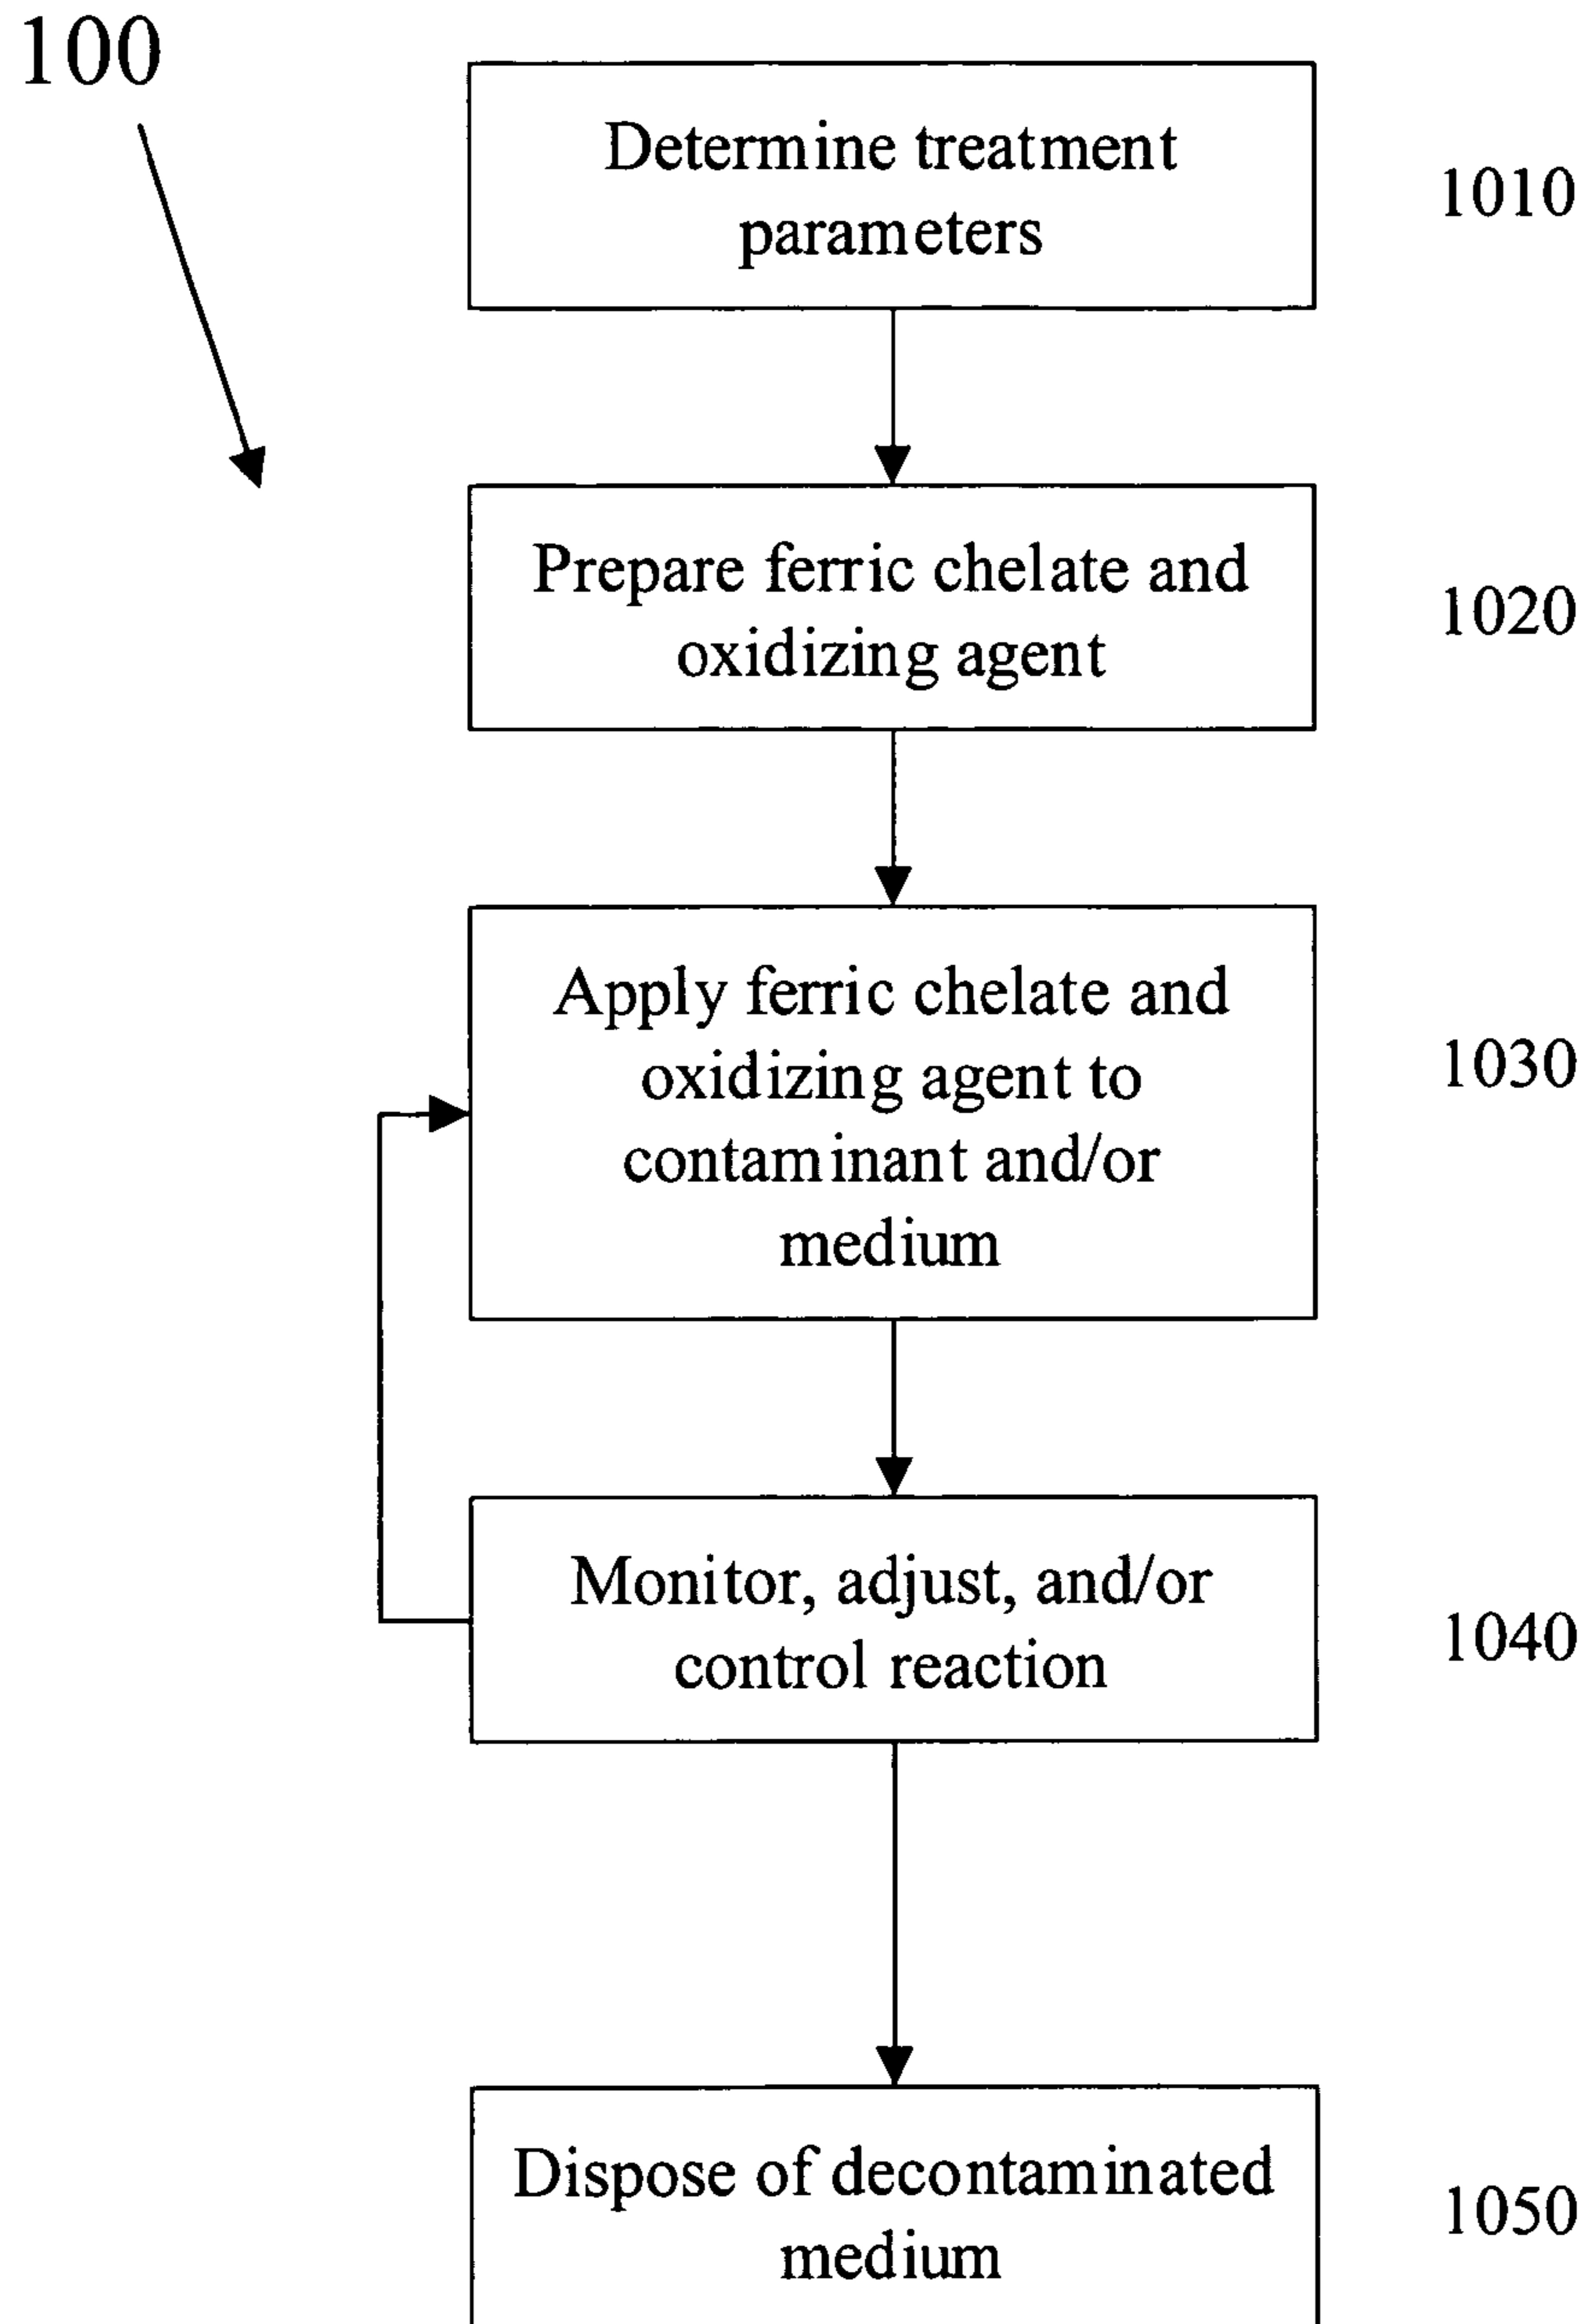 100
Determine treatment
parameters
1010
Prepare ferric chelate and
oxidizing agent
1020
Apply ferric chelate and
oxidizing agent to
contaminant and/or
medium
1030
Monitor, adjust, and/or
control reaction
1040
Dispose of decontaminated
medium
1050